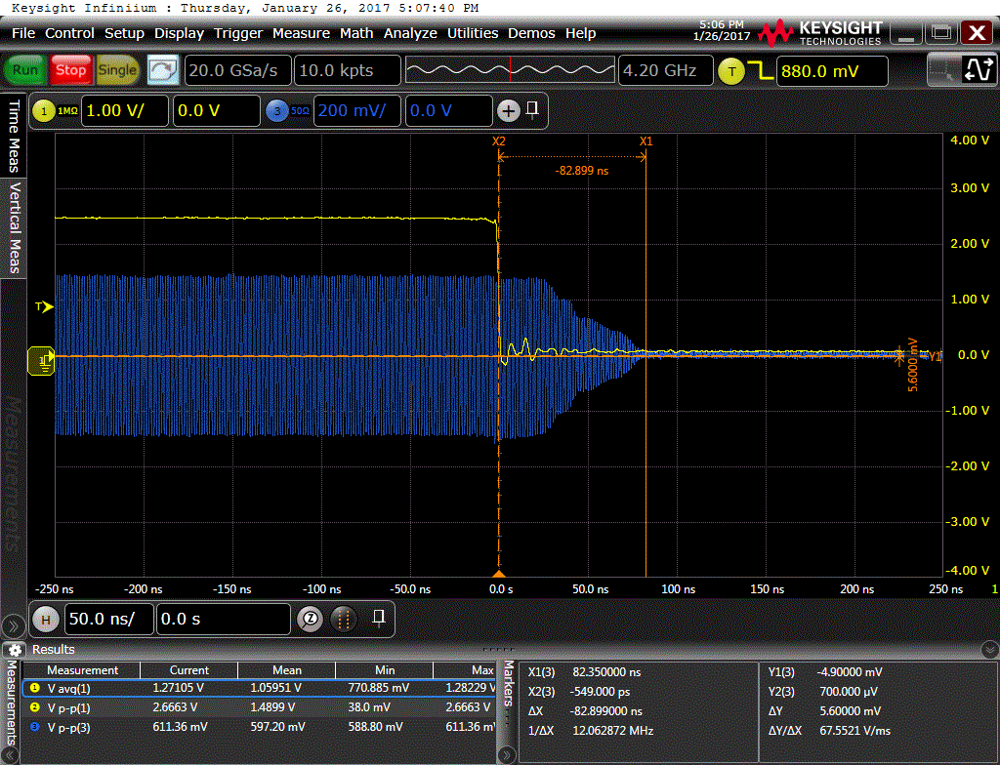 Keysight Infiniium : Thursday, January 26, 2017 5:07:40 PM
File Control Setup Display Trigger Measure Math Analyze Utilities Demos Help
5:06 PM
1/26/2017
KEYSIGHT
TECHNOLOGIES
Run Stop Single 20.0 GSa/s 10.0 kpts 4.20 GHz T 880.0 mV
1 1MΩ 1.00 V/ 0.0 V 3 50Ω 200 mV/ 0.0 V
Time Meas
Vertical Meas
Measurements
X2 X1
-82.899 ns
4.00 V
3.00 V
2.00 V
1.00 V
T
0.0 V
1
Y1
5.6000 mV
-1.00 V
-2.00 V
-3.00 V
-4.00 V
-250 ns -200 ns -150 ns -100 ns -50.0 ns 0.0 s 50.0 ns 100 ns 150 ns 200 ns 250 ns 1
H 50.0 ns/ 0.0 s
Results
Measurements
Measurement Current Mean Min Max
1 V avg(1) 1.27105 V 1.05951 V 770.885 mV 1.28229 V
2 V p-p(1) 2.6663 V 1.4899 V 38.0 mV 2.6663 V
3 V p-p(3) 611.36 mV 597.20 mV 588.80 mV 611.36 m
Markers
X1(3) 82.350000 ns
X2(3) -549.000 ps
ΔX -82.899000 ns
1/ΔX 12.062872 MHz
Y1(3) -4.90000 mV
Y2(3) 700.000 µV
ΔY 5.60000 mV
ΔY/ΔX 67.5521 V/ms